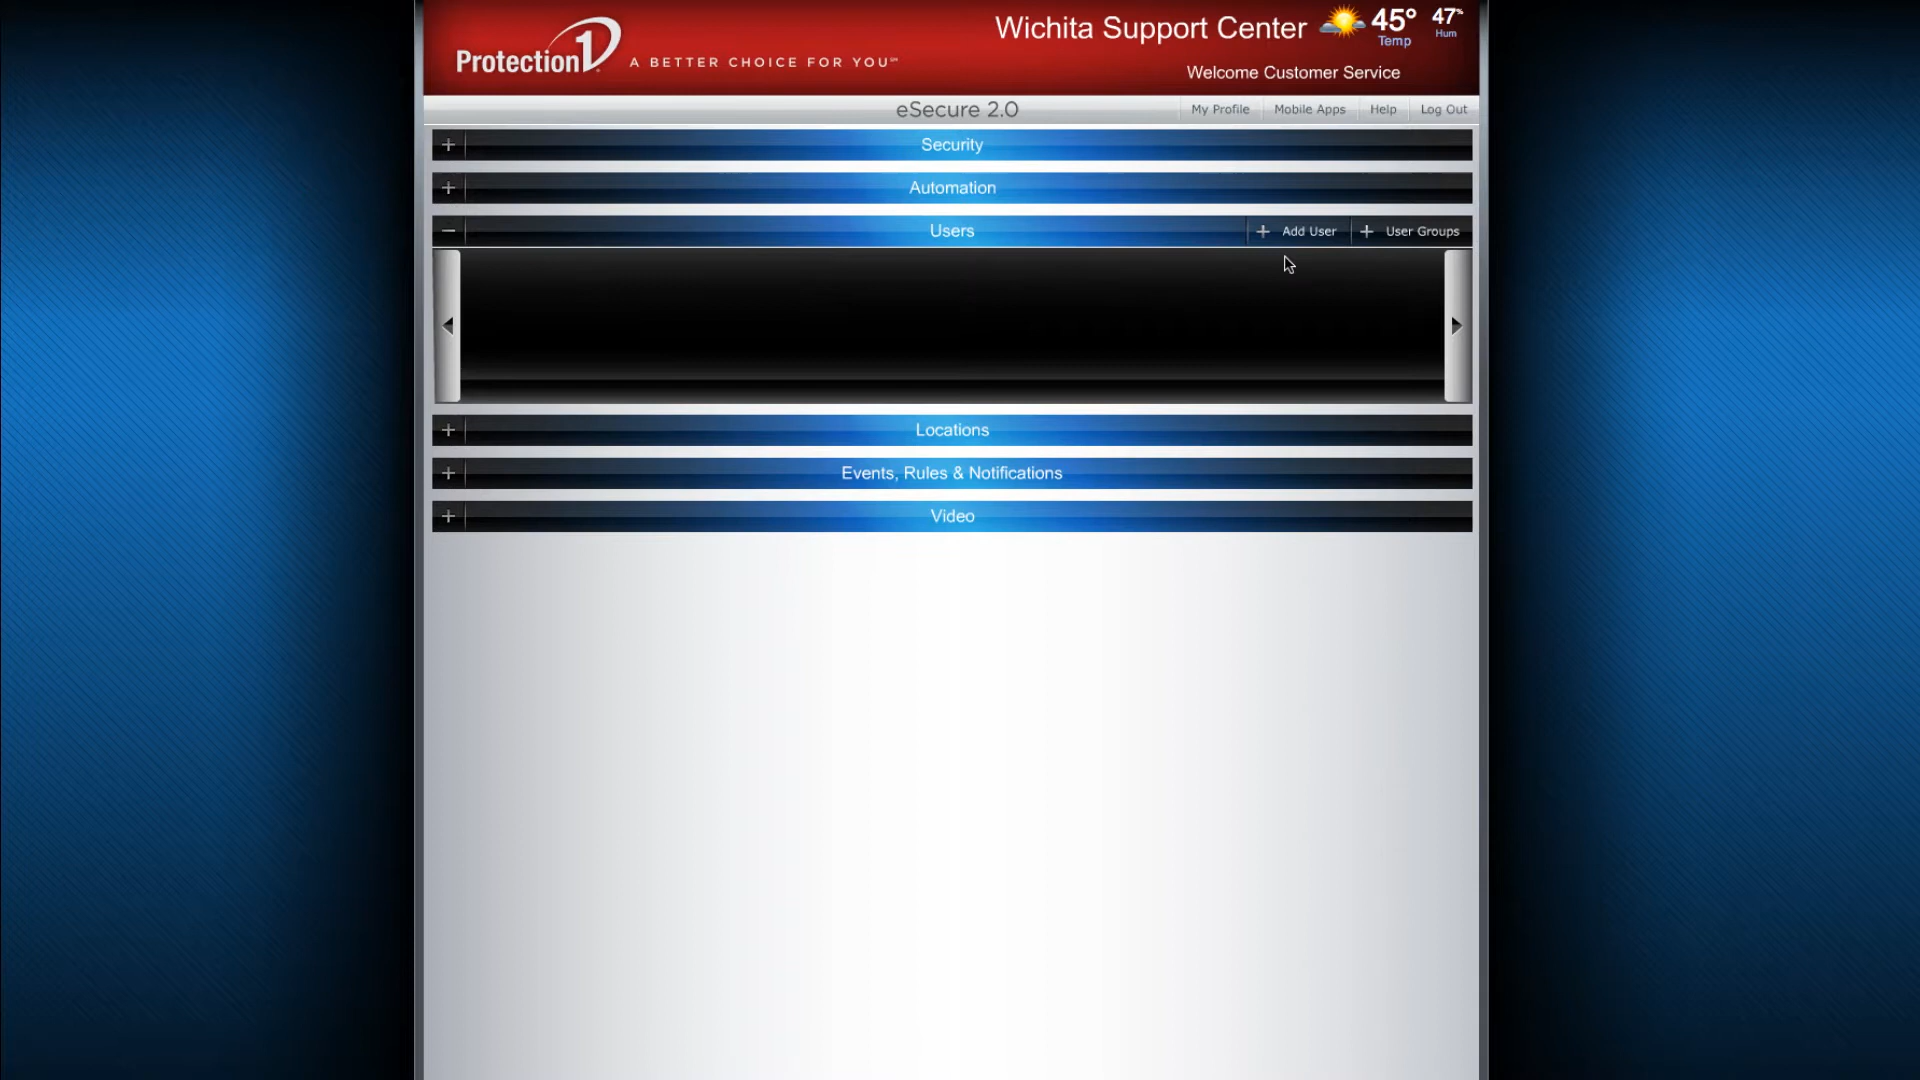 Protection1
A BETTER CHOICE FOR YOU℠
Wichita Support Center
45°
Temp
47%
Hum
Welcome Customer Service
eSecure 2.0
My Profile
Mobile Apps
Help
Log Out
+ Security
+ Automation
− Users
+ Add User
+ User Groups
+ Locations
+ Events, Rules & Notifications
+ Video